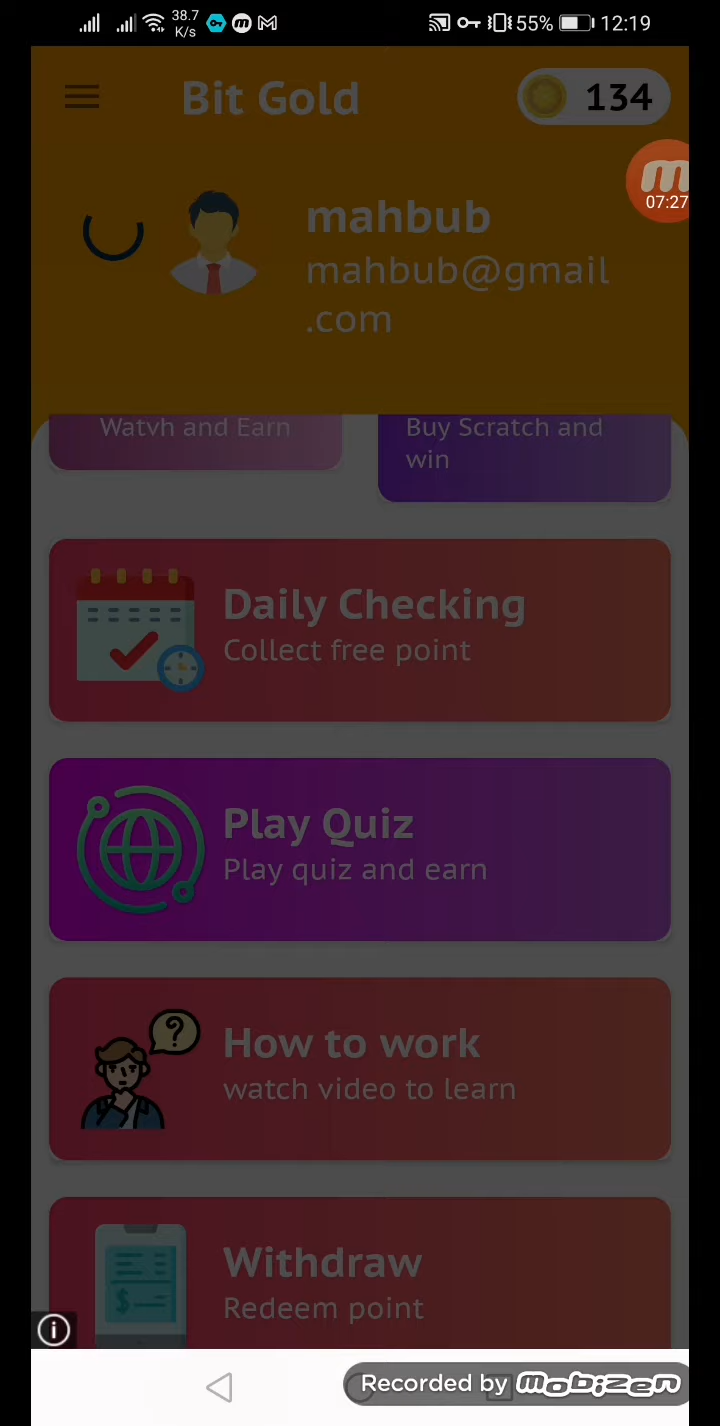 38.7
K/s
55%
12:19
Bit Gold
134
07:27
mahbub
mahbub@gmail
.com
Watvh and Earn
Buy Scratch and
win
Daily Checking
Collect free point
Play Quiz
Play quiz and earn
How to work
watch video to learn
Withdraw
Redeem point
Recorded by mobizen